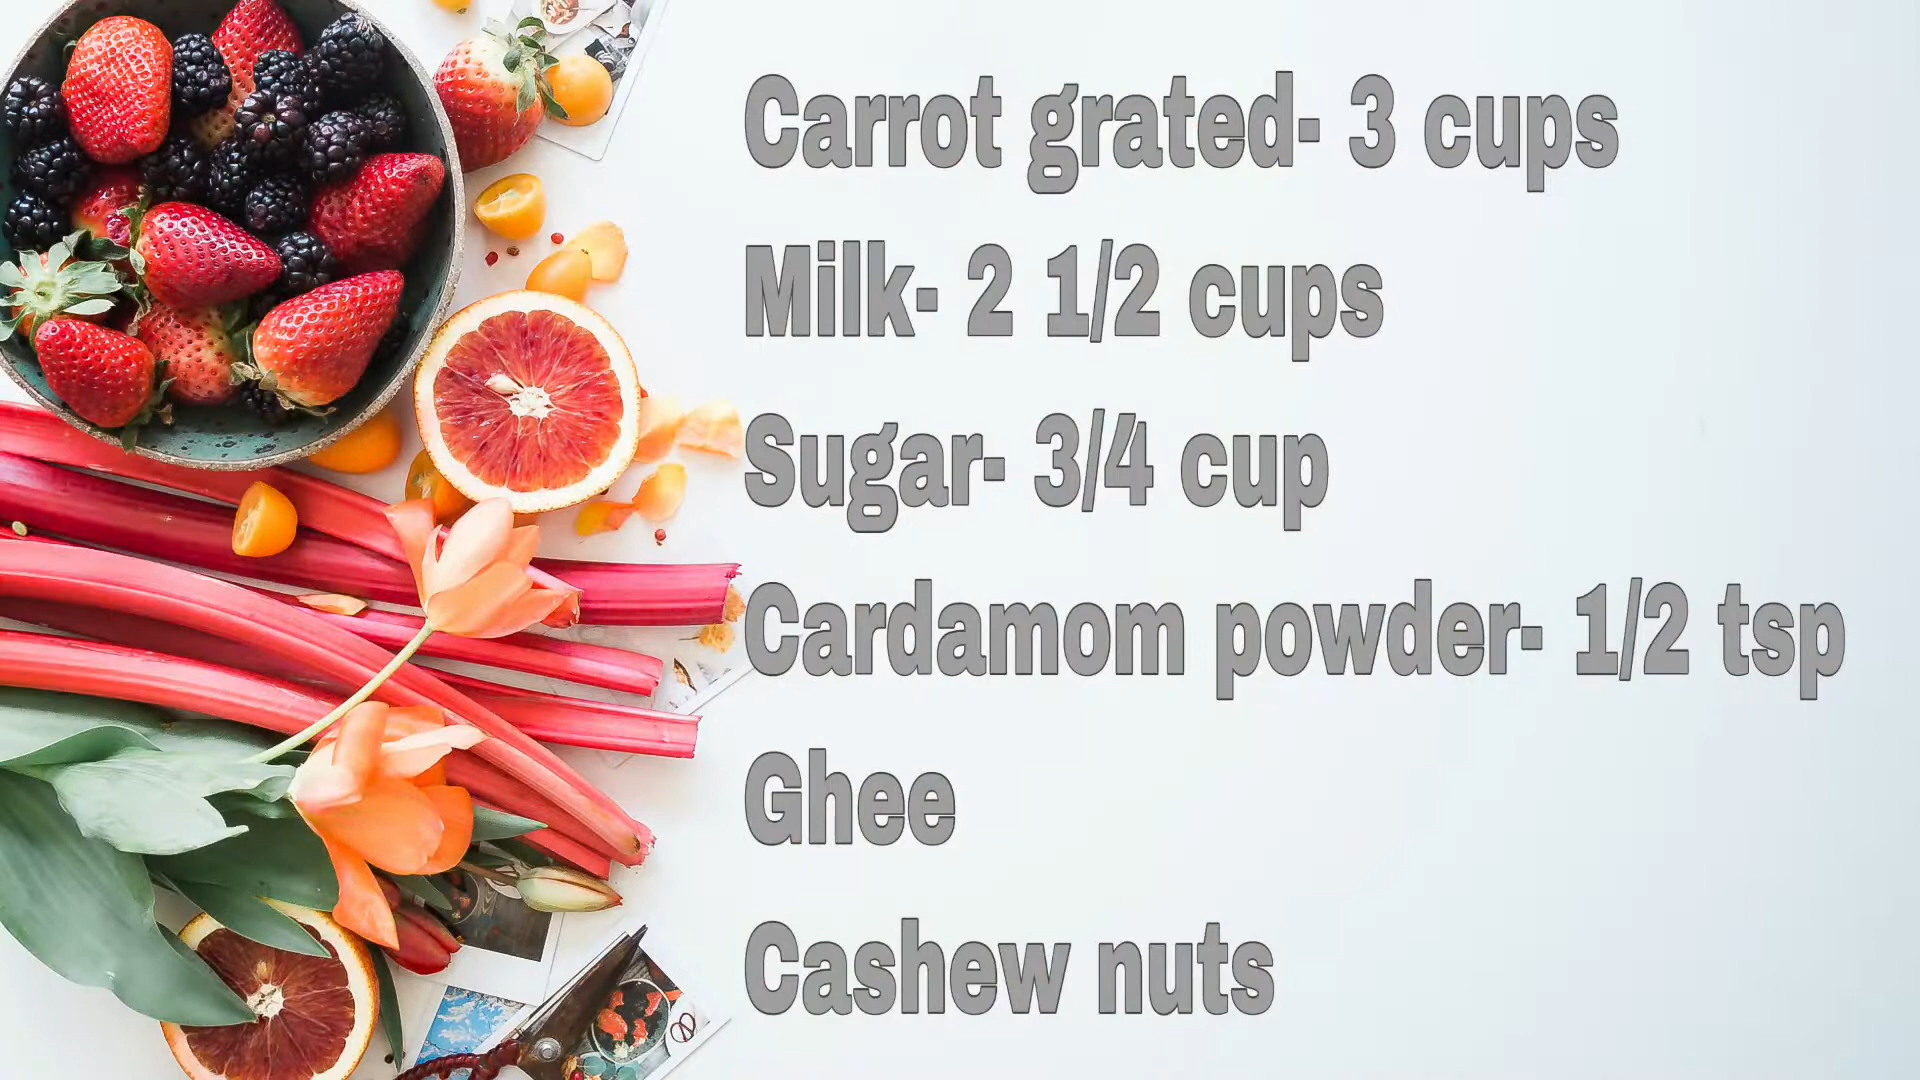 Carrot grated- 3 cups
Milk- 2 1/2 cups
Sugar- 3/4 cup
Cardamom powder- 1/2 tsp
Ghee
Cashew nuts